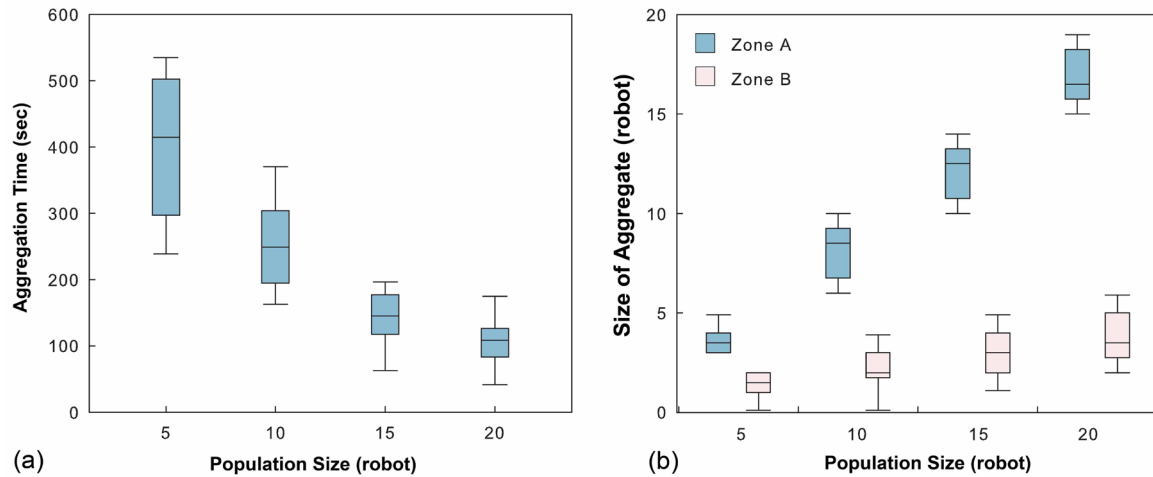 600
500
400
300
200
100
0
Aggregation Time (sec)
5 10 15 20
Population Size (robot)
(a)
20
15
10
5
0
Size of Aggregate (robot)
Zone A
Zone B
5 10 15 20
Population Size (robot)
(b)